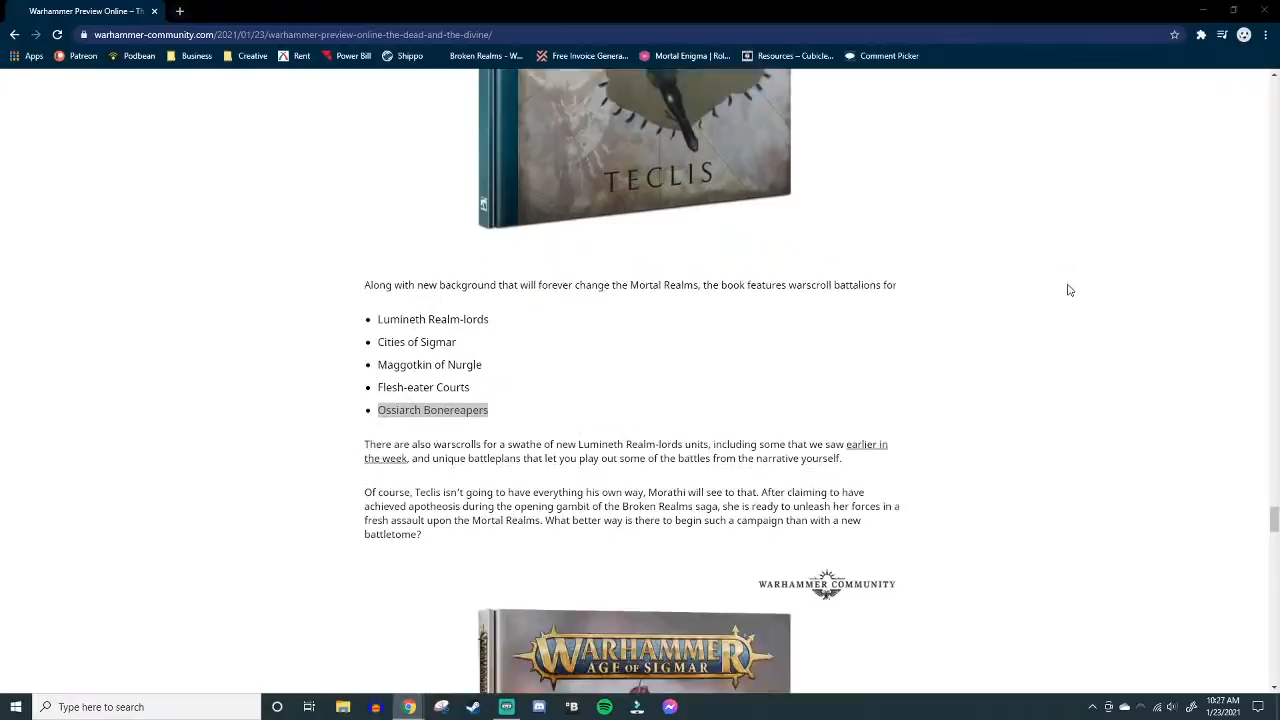 Warhammer Preview Online – Th
warhammer-community.com/2021/01/23/warhammer-preview-online-the-dead-and-the-divine/
Apps Patreon Podbean Business Creative Rent Power Bill Shippo Broken Realms - W... Free Invoice Genera... Mortal Enigma | Rol... Resources – Cubicle... Comment Picker
TECLIS
Along with new background that will forever change the Mortal Realms, the book features warscroll battalions for
• Lumineth Realm-lords
• Cities of Sigmar
• Maggotkin of Nurgle
• Flesh-eater Courts
• Ossiarch Bonereapers
There are also warscrolls for a swathe of new Lumineth Realm-lords units, including some that we saw earlier in
the week, and unique battleplans that let you play out some of the battles from the narrative yourself.
Of course, Teclis isn't going to have everything his own way, Morathi will see to that. After claiming to have
achieved apotheosis during the opening gambit of the Broken Realms saga, she is ready to unleash her forces in a
fresh assault upon the Mortal Realms. What better way is there to begin such a campaign than with a new
battletome?
WARHAMMER COMMUNITY
WARHAMMER
AGE OF SIGMAR
Type here to search
10:27 AM
1/23/2021